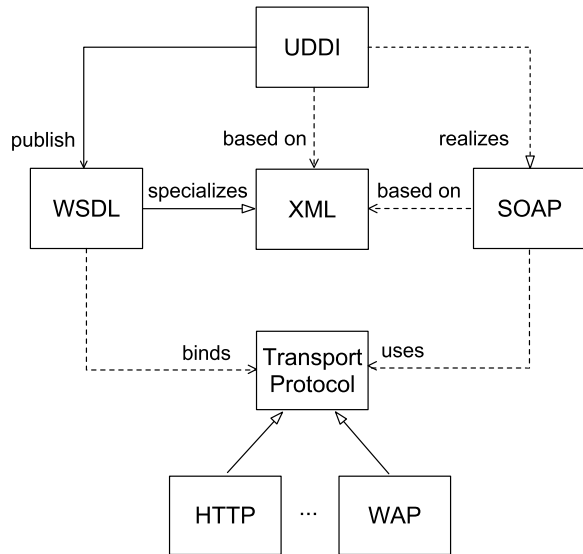 UDDI
publish
based on
realizes
WSDL
specializes
XML
based on
SOAP
binds
Transport
Protocol
uses
HTTP
...
WAP